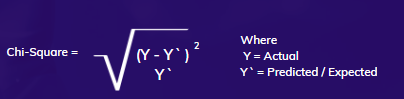 Chi-Square = √ (Y - Y`) 2
Y`
Where
Y = Actual
Y` = Predicted / Expected